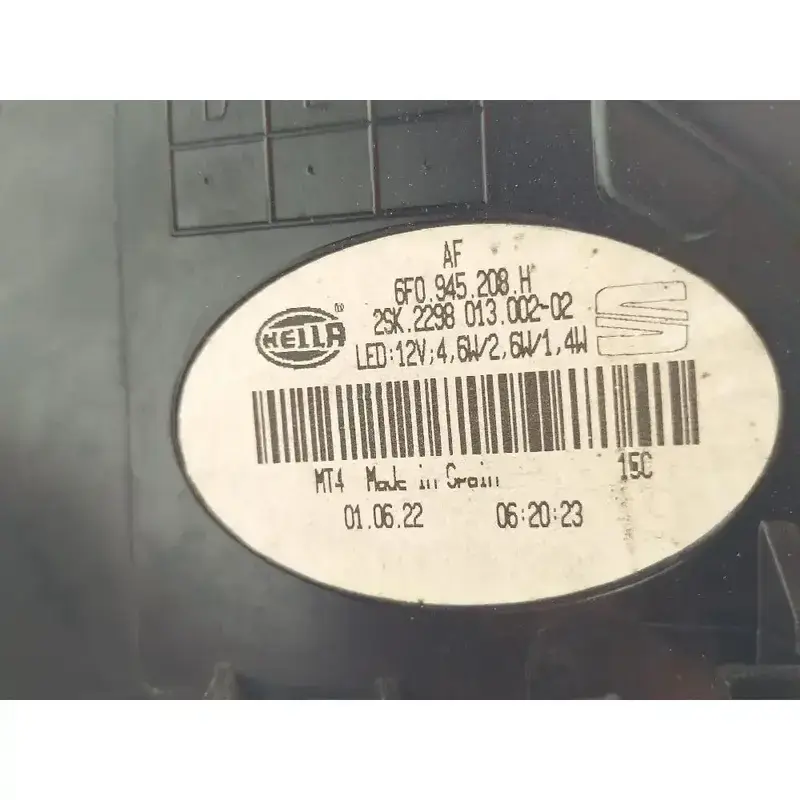 AF
6F0.945.208.H
HELLA®
2SK.2298 013.002-02
LED:12V;4,6W/2,6W/1,4W
MT4 Made in Spain 15C
01.06.22 06:20:23